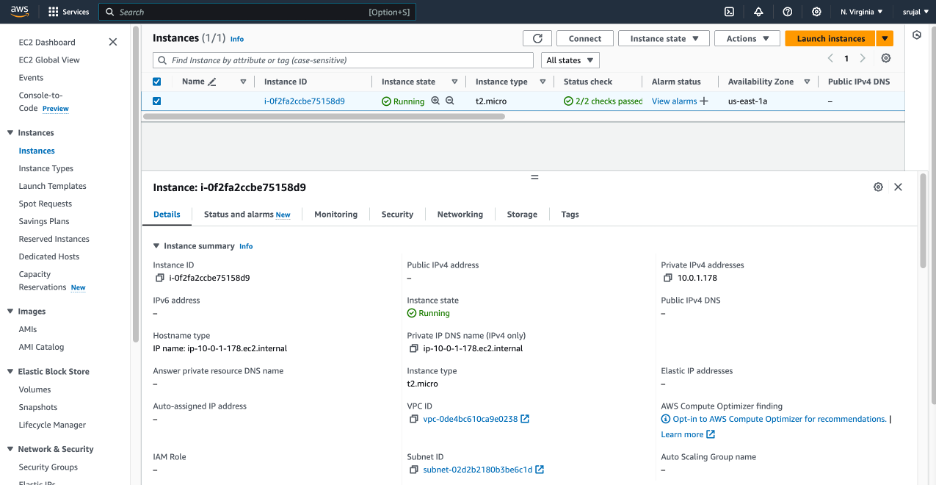 aws Services Search [Option+S] N. Virginia srujal
EC2 Dashboard
EC2 Global View
Events
Console-to-
Code Preview
Instances
Instances
Instance Types
Launch Templates
Spot Requests
Savings Plans
Reserved Instances
Dedicated Hosts
Capacity
Reservations New
Images
AMIs
AMI Catalog
Elastic Block Store
Volumes
Snapshots
Lifecycle Manager
Network & Security
Security Groups
Elastic IPs
Instances (1/1) Info Connect Instance state Actions Launch instances
Find Instance by attribute or tag (case-sensitive) All states 1
Name Instance ID Instance state Instance type Status check Alarm status Availability Zone Public IPv4 DNS
i-0f2fa2ccbe75158d9 Running t2.micro 2/2 checks passed View alarms + us-east-1a –
Instance: i-0f2fa2ccbe75158d9
Details Status and alarms New Monitoring Security Networking Storage Tags
Instance summary Info
Instance ID Public IPv4 address Private IPv4 addresses
i-0f2fa2ccbe75158d9 – 10.0.1.178
IPv6 address Instance state Public IPv4 DNS
– Running –
Hostname type Private IP DNS name (IPv4 only)
IP name: ip-10-0-1-178.ec2.internal ip-10-0-1-178.ec2.internal
Answer private resource DNS name Instance type Elastic IP addresses
– t2.micro –
Auto-assigned IP address VPC ID AWS Compute Optimizer finding
– vpc-0de4bc610ca9e0238 Opt-in to AWS Compute Optimizer for recommendations. |
Learn more
IAM Role Subnet ID Auto Scaling Group name
– subnet-02d2b2180b3be6c1d –